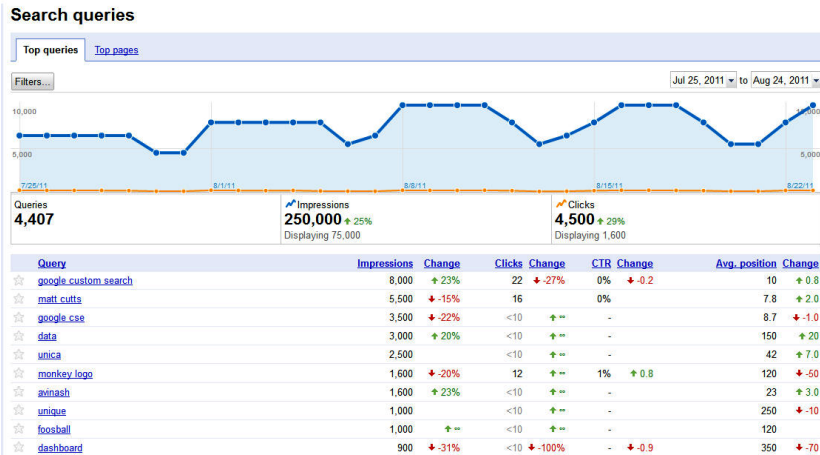 Search queries
Top queries Top pages
Filters... Jul 25, 2011 to Aug 24, 2011
10,000 10,000
5,000 5,000
7/25/11 8/1/11 8/8/11 8/15/11 8/22/11
Queries Impressions Clicks
4,407 250,000 25% 4,500 29%
Displaying 75,000 Displaying 1,600
Query Impressions Change Clicks Change CTR Change Avg. position Change
google custom search 8,000 23% 22 -27% 0% -0.2 10 0.8
matt cutts 5,500 -15% 16 0% 7.8 2.0
google cse 3,500 -22% <10 ∞ - 8.7 -1.0
data 3,000 20% <10 ∞ - 150 20
unica 2,500 <10 ∞ - 42 7.0
monkey logo 1,600 -20% 12 ∞ 1% 0.8 120 -50
avinash 1,600 23% <10 ∞ - 23 3.0
unique 1,000 <10 ∞ - 250 -10
foosball 1,000 ∞ <10 ∞ - 120
dashboard 900 -31% <10 -100% - -0.9 350 -70